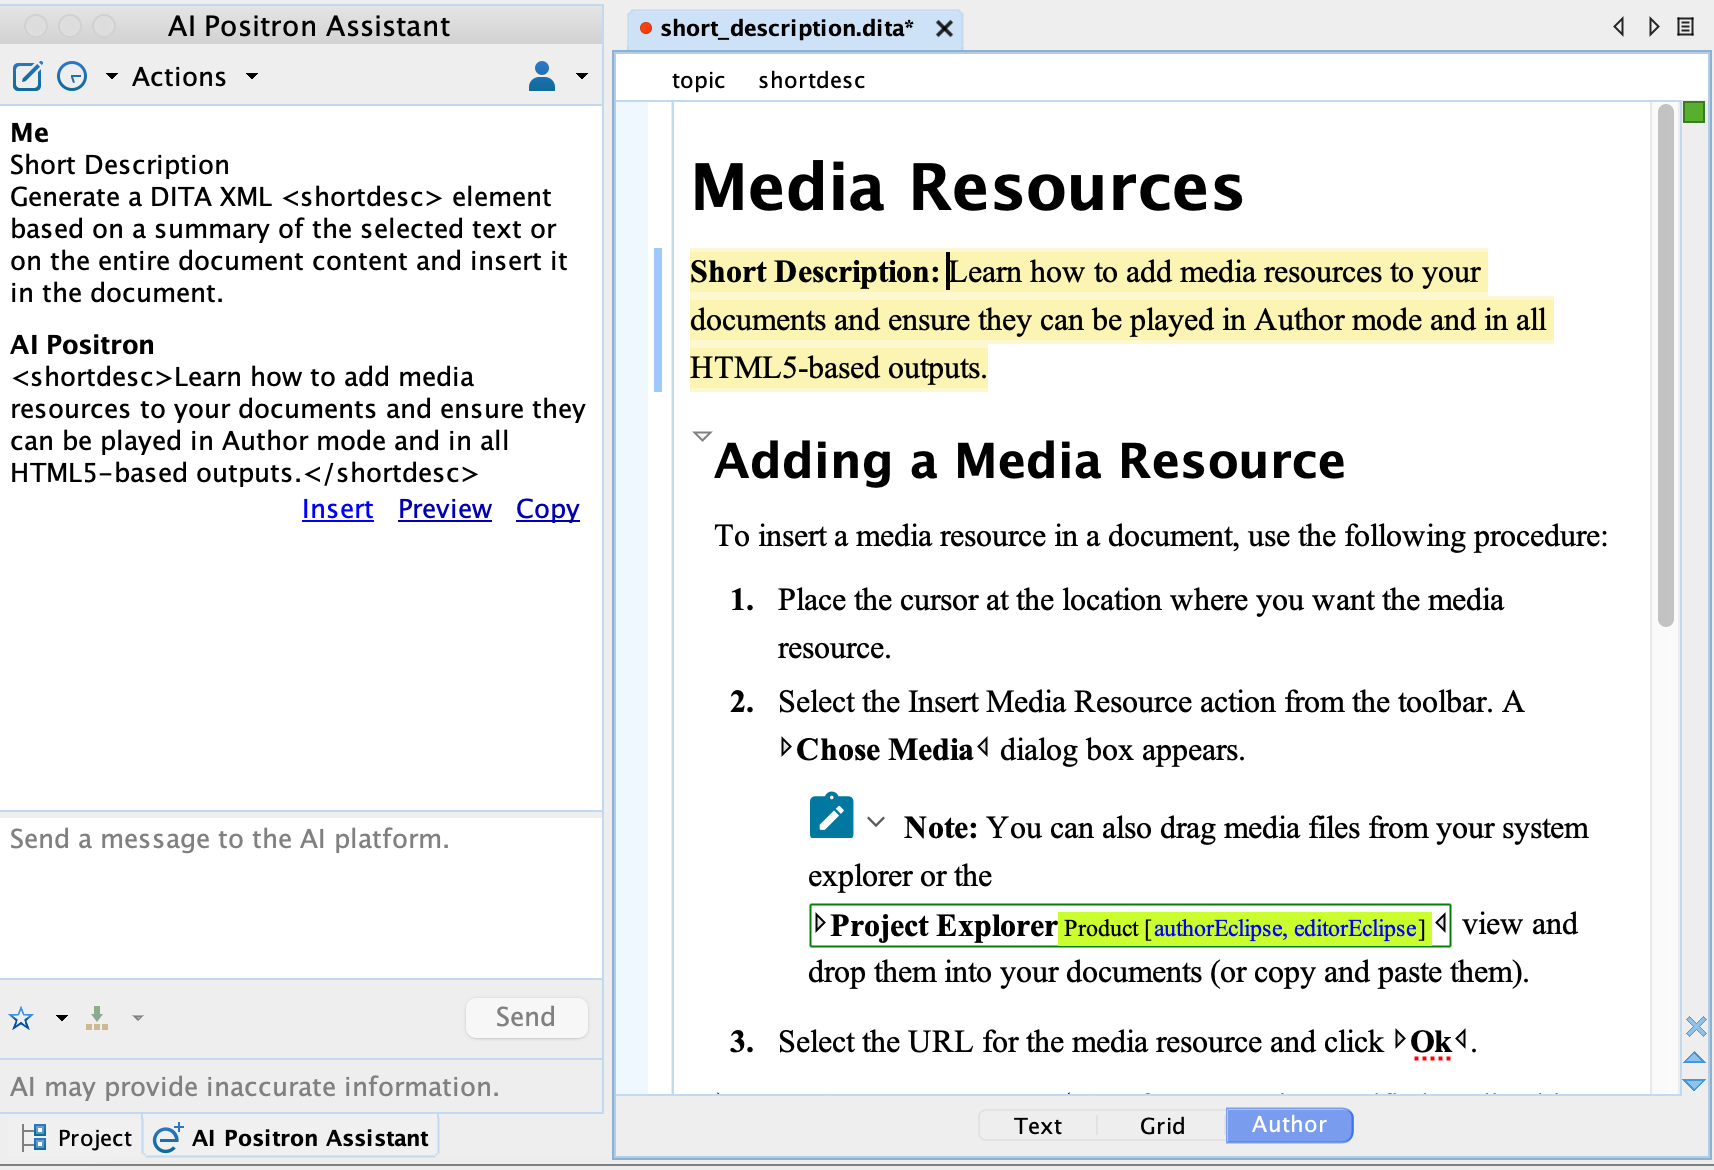 AI Positron Assistant
Actions
Me
Short Description
Generate a DITA XML <shortdesc> element
based on a summary of the selected text or
on the entire document content and insert it
in the document.
AI Positron
<shortdesc>Learn how to add media
resources to your documents and ensure they
can be played in Author mode and in all
HTML5-based outputs.</shortdesc>
Insert Preview Copy
Send a message to the AI platform.
Send
AI may provide inaccurate information.
Project AI Positron Assistant
short_description.dita*
topic shortdesc
Media Resources
Short Description: Learn how to add media resources to your
documents and ensure they can be played in Author mode and in all
HTML5-based outputs.
Adding a Media Resource
To insert a media resource in a document, use the following procedure:
1. Place the cursor at the location where you want the media
resource.
2. Select the Insert Media Resource action from the toolbar. A
Chose Media dialog box appears.
Note: You can also drag media files from your system
explorer or the
Project Explorer Product [authorEclipse, editorEclipse] view and
drop them into your documents (or copy and paste them).
3. Select the URL for the media resource and click Ok.
Text Grid Author